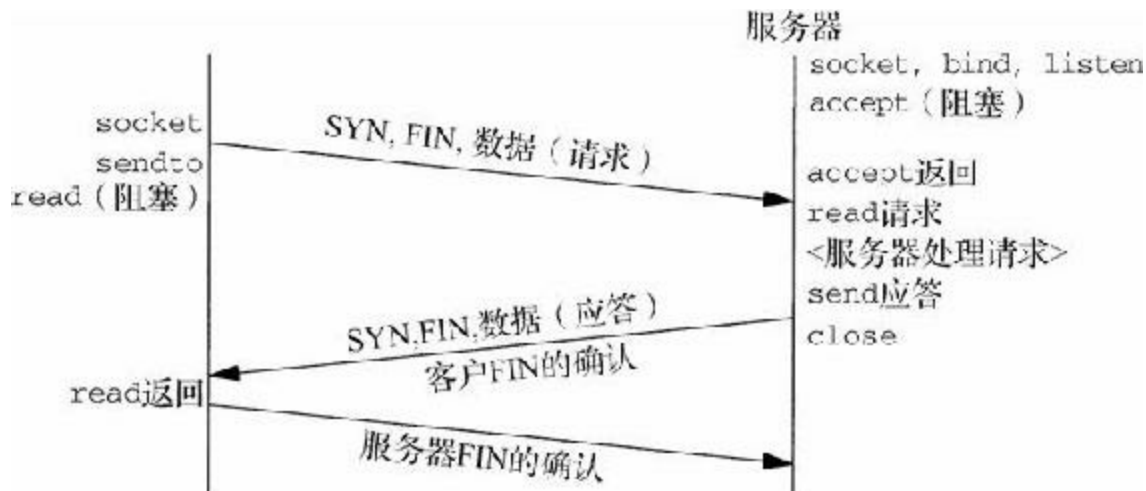 服务器
socket, bind, listen
accept（阻塞）
socket
SYN, FIN, 数据（请求）
sendto
read（阻塞）
accept返回
read请求
<服务器处理请求>
send应答
SYN,FIN,数据（应答）
close
客户FIN的确认
read返回
服务器FIN的确认